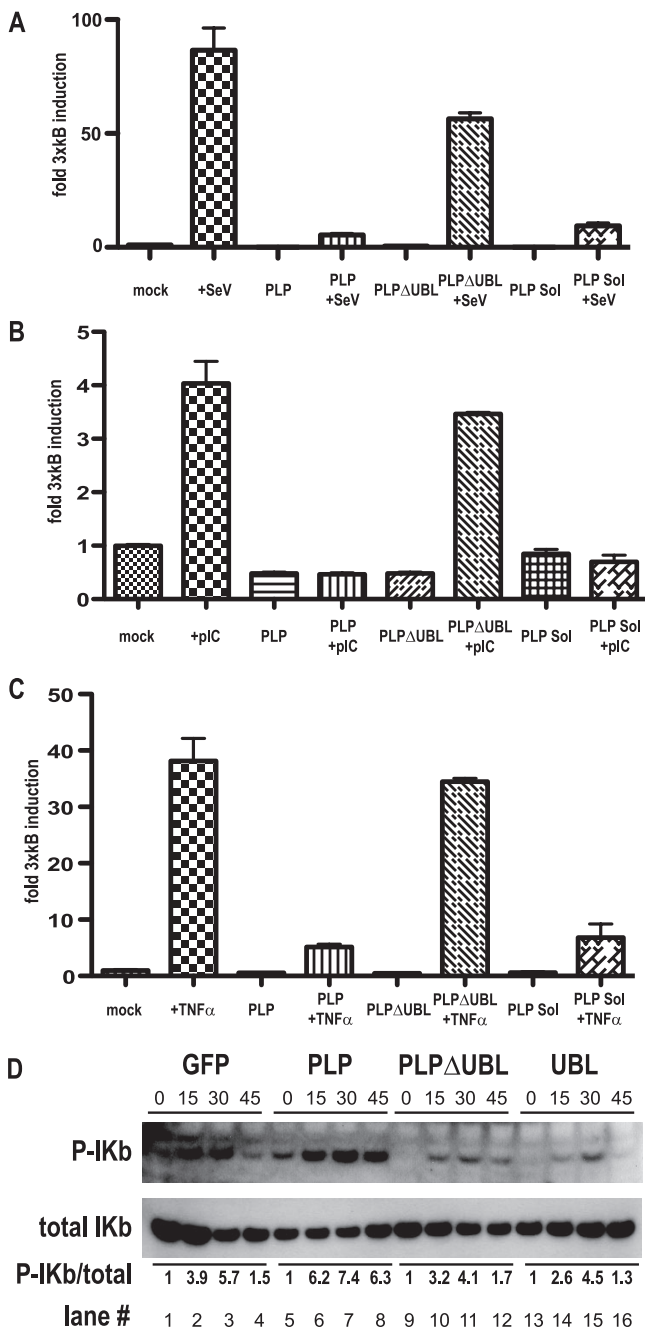 A
fold 3xkB induction
100
50
0
mock
+SeV
PLP
PLP
+SeV
PLPΔUBL
PLPΔUBL
+SeV
PLP Sol
PLP Sol
+SeV
B
fold 3xkB induction
5
4
3
2
1
0
mock
+pIC
PLP
PLP
+pIC
PLPΔUBL
PLPΔUBL
+pIC
PLP Sol
PLP Sol
+pIC
C
fold 3xkB induction
50
40
30
20
10
0
mock
+TNFα
PLP
PLP
+TNFα
PLPΔUBL
PLPΔUBL
+TNFα
PLP Sol
PLP Sol
+TNFα
D
GFP PLP PLPΔUBL UBL
0 15 30 45 0 15 30 45 0 15 30 45 0 15 30 45
P-IKb
total IKb
P-IKb/total 1 3.9 5.7 1.5 1 6.2 7.4 6.3 1 3.2 4.1 1.7 1 2.6 4.5 1.3
lane # 1 2 3 4 5 6 7 8 9 10 11 12 13 14 15 16